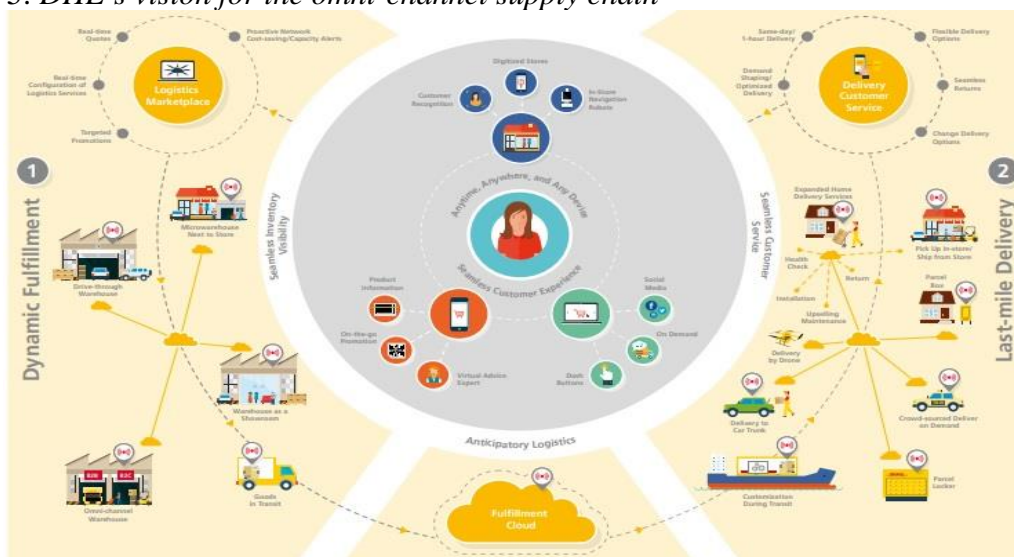 3. DHL's vision for the omni-channel supply chain
Real-time
Quotes
Proactive Network
Cost-saving/Capacity Alerts
Real-time
Configuration of
Logistics Services
Logistics
Marketplace
Targeted
Promotions
1
Dynamic Fulfillment
Microwarehouse
Next to Store
Drive-through
Warehouse
Warehouse as a
Showroom
B2B
B2C
Omni-channel
Warehouse
Goods
in Transit
Seamless Inventory
Visibility
Digitized Stores
Customer
Recognition
In-Store
Navigation
Robots
Anytime, Anywhere, and Any Device
Seamless Customer Experience
Product
Information
On-the-go
Promotion
Virtual Advice
Expert
Social
Media
On Demand
Dash
Buttons
Anticipatory Logistics
Fulfillment
Cloud
Seamless Customer
Service
Same-day/
1-hour Delivery
Flexible Delivery
Options
Demand
Shaping/
Optimized
Delivery
Delivery
Customer
Service
Seamless
Returns
Change Delivery
Options
2
Last-mile Delivery
Expanded Home
Delivery Services
Pick Up In-store/
Ship from Store
Health
Check
Return
Installation
Upselling
Maintenance
Parcel
Box
Delivery
by Drone
Delivery to
Car Trunk
Crowd-sourced Deliver
on Demand
Customization
During Transit
Parcel
Locker